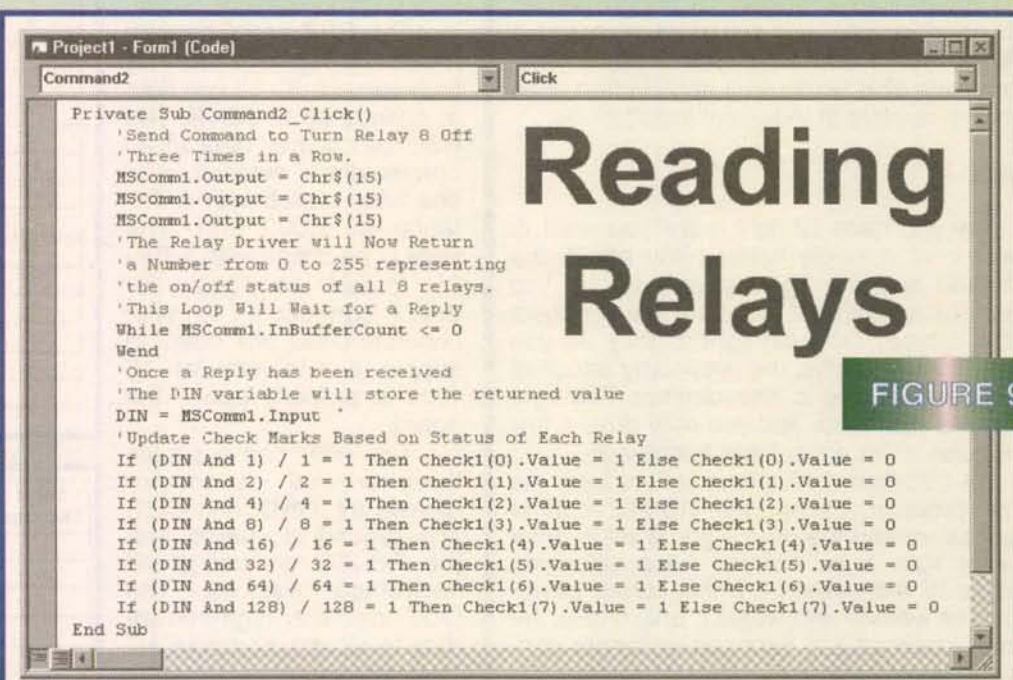 Project1 - Form1 (Code)
Command2 Click
Private Sub Command2_Click()
'Send Command to Turn Relay 8 Off
'Three Times in a Row.
MSComm1.Output = Chr$(15)
MSComm1.Output = Chr$(15)
MSComm1.Output = Chr$(15)
'The Relay Driver will Now Return
'a Number from 0 to 255 representing
'the on/off status of all 8 relays.
'This Loop Will Wait for a Reply
While MSComm1.InBufferCount <= 0
Wend
'Once a Reply has been received
'The DIN variable will store the returned value
DIN = MSComm1.Input
'Update Check Marks Based on Status of Each Relay
If (DIN And 1) / 1 = 1 Then Check1(0).Value = 1 Else Check1(0).Value = 0
If (DIN And 2) / 2 = 1 Then Check1(1).Value = 1 Else Check1(1).Value = 0
If (DIN And 4) / 4 = 1 Then Check1(2).Value = 1 Else Check1(2).Value = 0
If (DIN And 8) / 8 = 1 Then Check1(3).Value = 1 Else Check1(3).Value = 0
If (DIN And 16) / 16 = 1 Then Check1(4).Value = 1 Else Check1(4).Value = 0
If (DIN And 32) / 32 = 1 Then Check1(5).Value = 1 Else Check1(5).Value = 0
If (DIN And 64) / 64 = 1 Then Check1(6).Value = 1 Else Check1(6).Value = 0
If (DIN And 128) / 128 = 1 Then Check1(7).Value = 1 Else Check1(7).Value = 0
End Sub
Reading
Relays
FIGURE 9